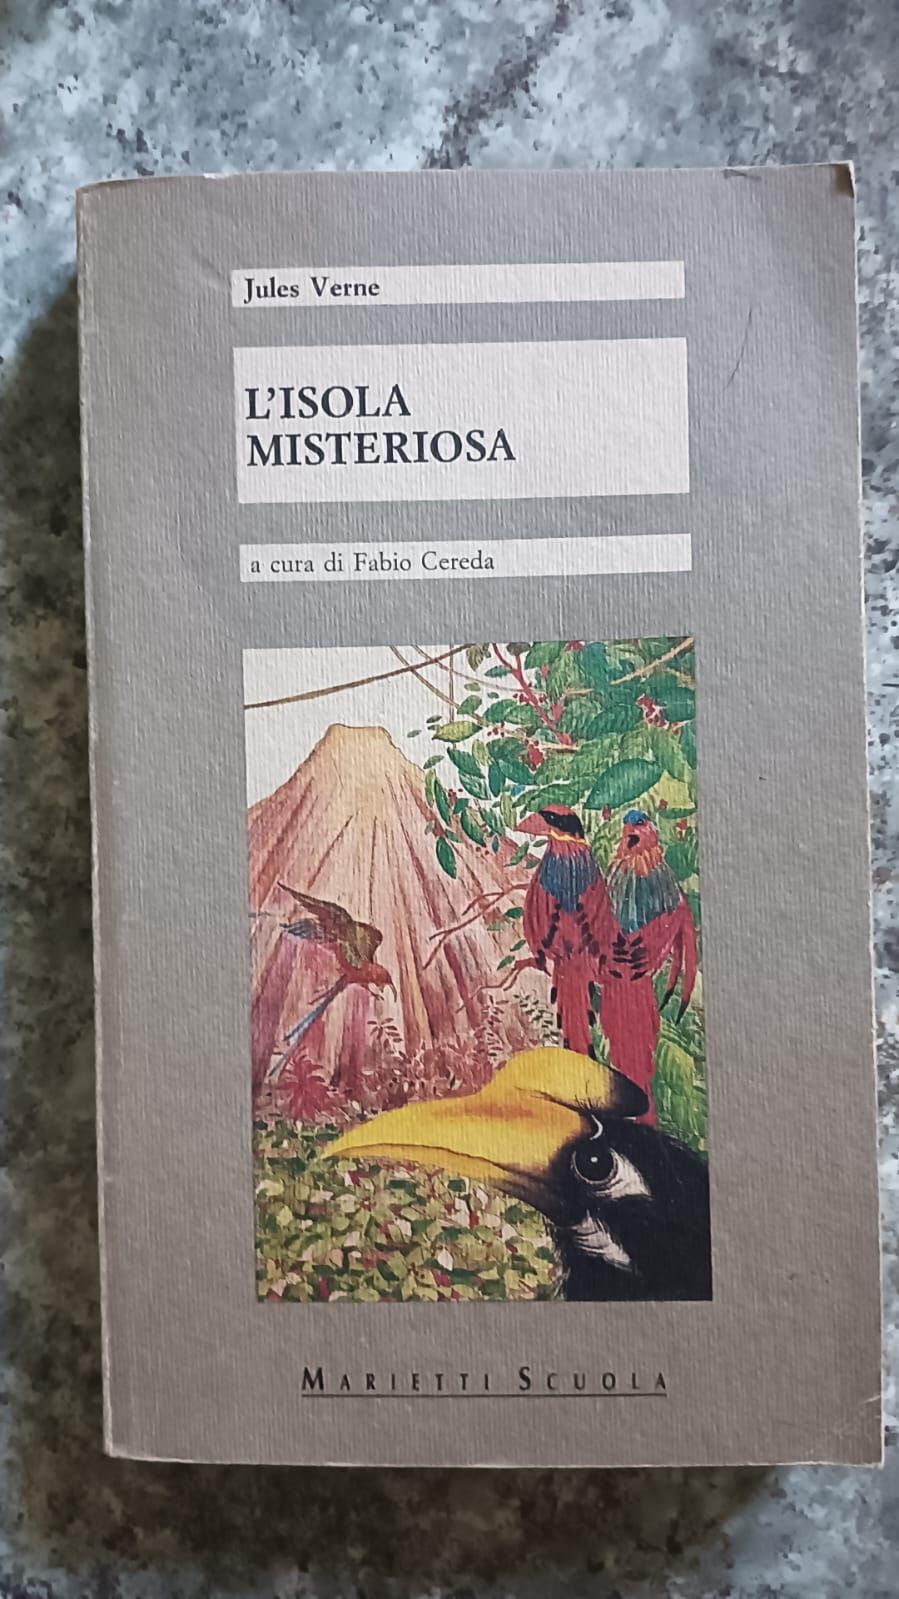 Jules Verne
L'ISOLA
MISTERIOSA
a cura di Fabio Cereda
MARIETTI SCUOLA